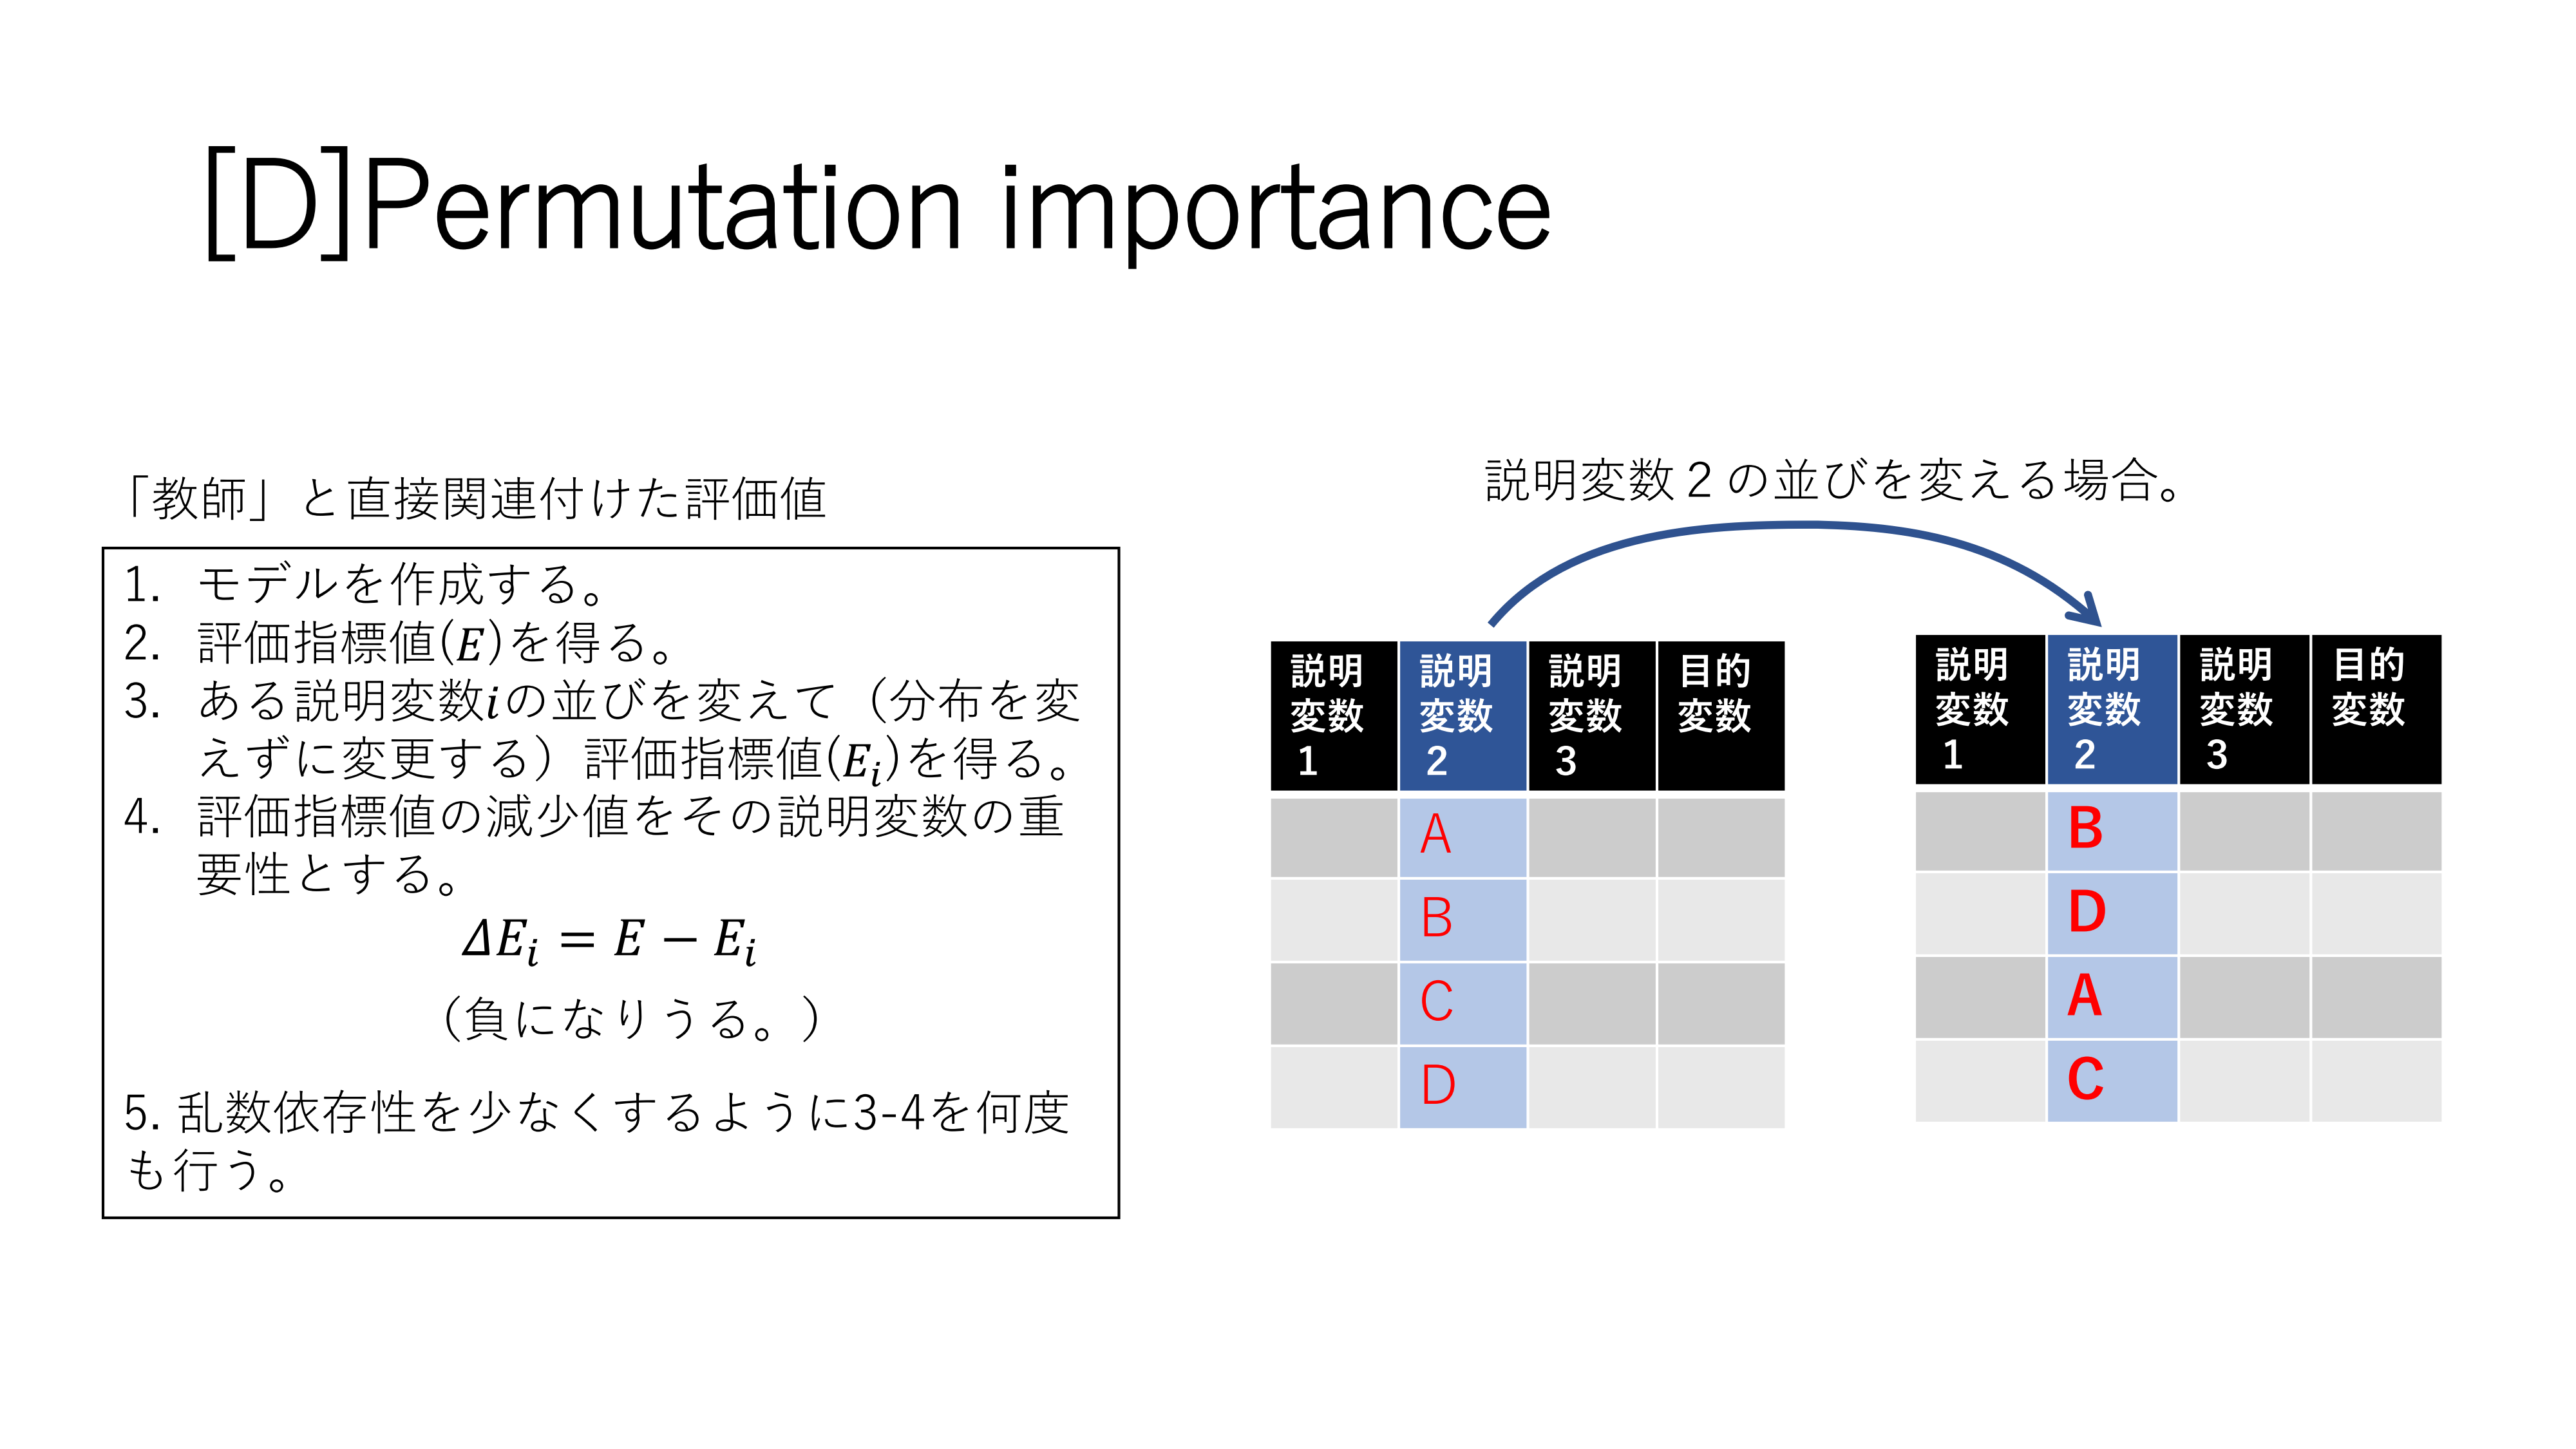 [D]Permutation importance
「教師」と直接関連付けた評価値
1. モデルを作成する。
2. 評価指標値(E)を得る。
3. ある説明変数iの並びを変えて（分布を変
えずに変更する）評価指標値(E_i)を得る。
4. 評価指標値の減少値をその説明変数の重
要性とする。
ΔE_i = E − E_i
（負になりうる。）
5. 乱数依存性を少なくするように3-4を何度
も行う。
説明変数２の並びを変える場合。
説明 説明 説明 目的
変数 変数 変数 変数
1 2 3
A
B
C
D
説明 説明 説明 目的
変数 変数 変数 変数
1 2 3
B
D
A
C